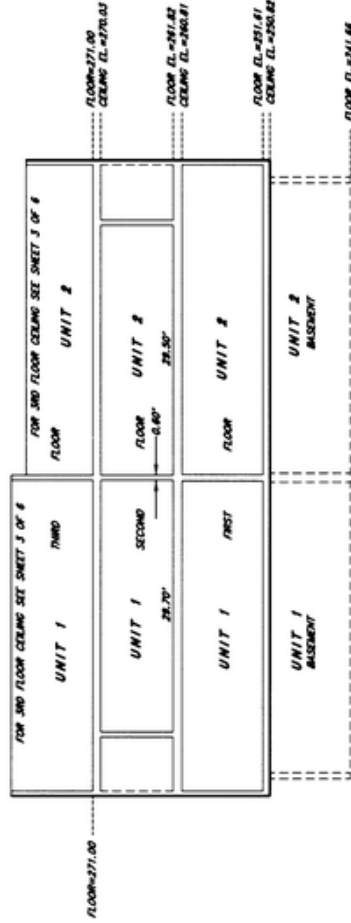 FOR 3RD FLOOR CEILING SEE SHEET 3 OF 6
FOR 3RD FLOOR CEILING SEE SHEET 3 OF 6
UNIT 1
THIRD
FLOOR
UNIT 2
FLOOR=271.00
FLOOR=271.00
CEILING EL.=270.03
UNIT 1
SECOND
FLOOR
UNIT 2
29.70'
0.60'
29.50'
FLOOR EL.=261.82
CEILING EL.=260.81
UNIT 1
FIRST
FLOOR
UNIT 2
FLOOR EL.=251.61
CEILING EL.=250.82
UNIT 1
BASEMENT
UNIT 2
BASEMENT